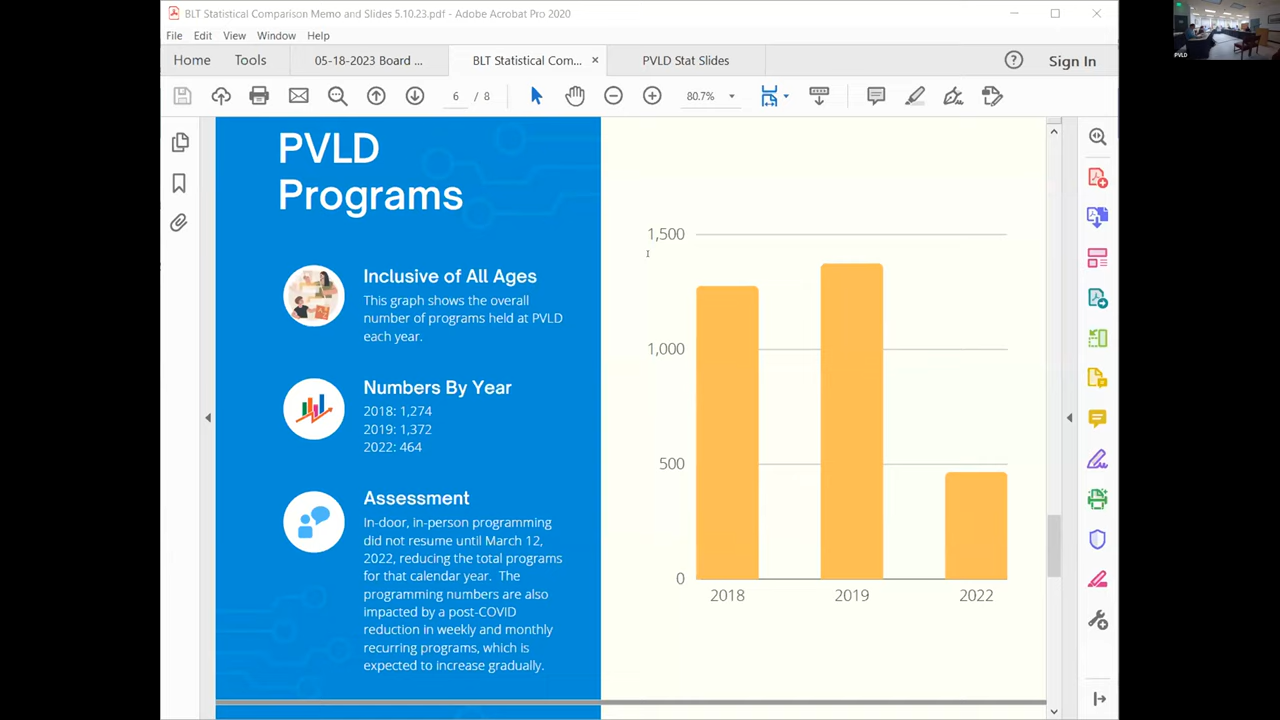 BLT Statistical Comparison Memo and Slides 5.10.23.pdf - Adobe Acrobat Pro 2020
File Edit View Window Help
Home Tools 05-18-2023 Board ... BLT Statistical Com... × PVLD Stat Slides ? Sign In
6 / 8 80.7%
PVLD
Programs
Inclusive of All Ages
This graph shows the overall
number of programs held at PVLD
each year.
Numbers By Year
2018: 1,274
2019: 1,372
2022: 464
Assessment
In-door, in-person programming
did not resume until March 12,
2022, reducing the total programs
for that calendar year. The
programming numbers are also
impacted by a post-COVID
reduction in weekly and monthly
recurring programs, which is
expected to increase gradually.
1,500
1,000
500
0
2018 2019 2022
PVLD